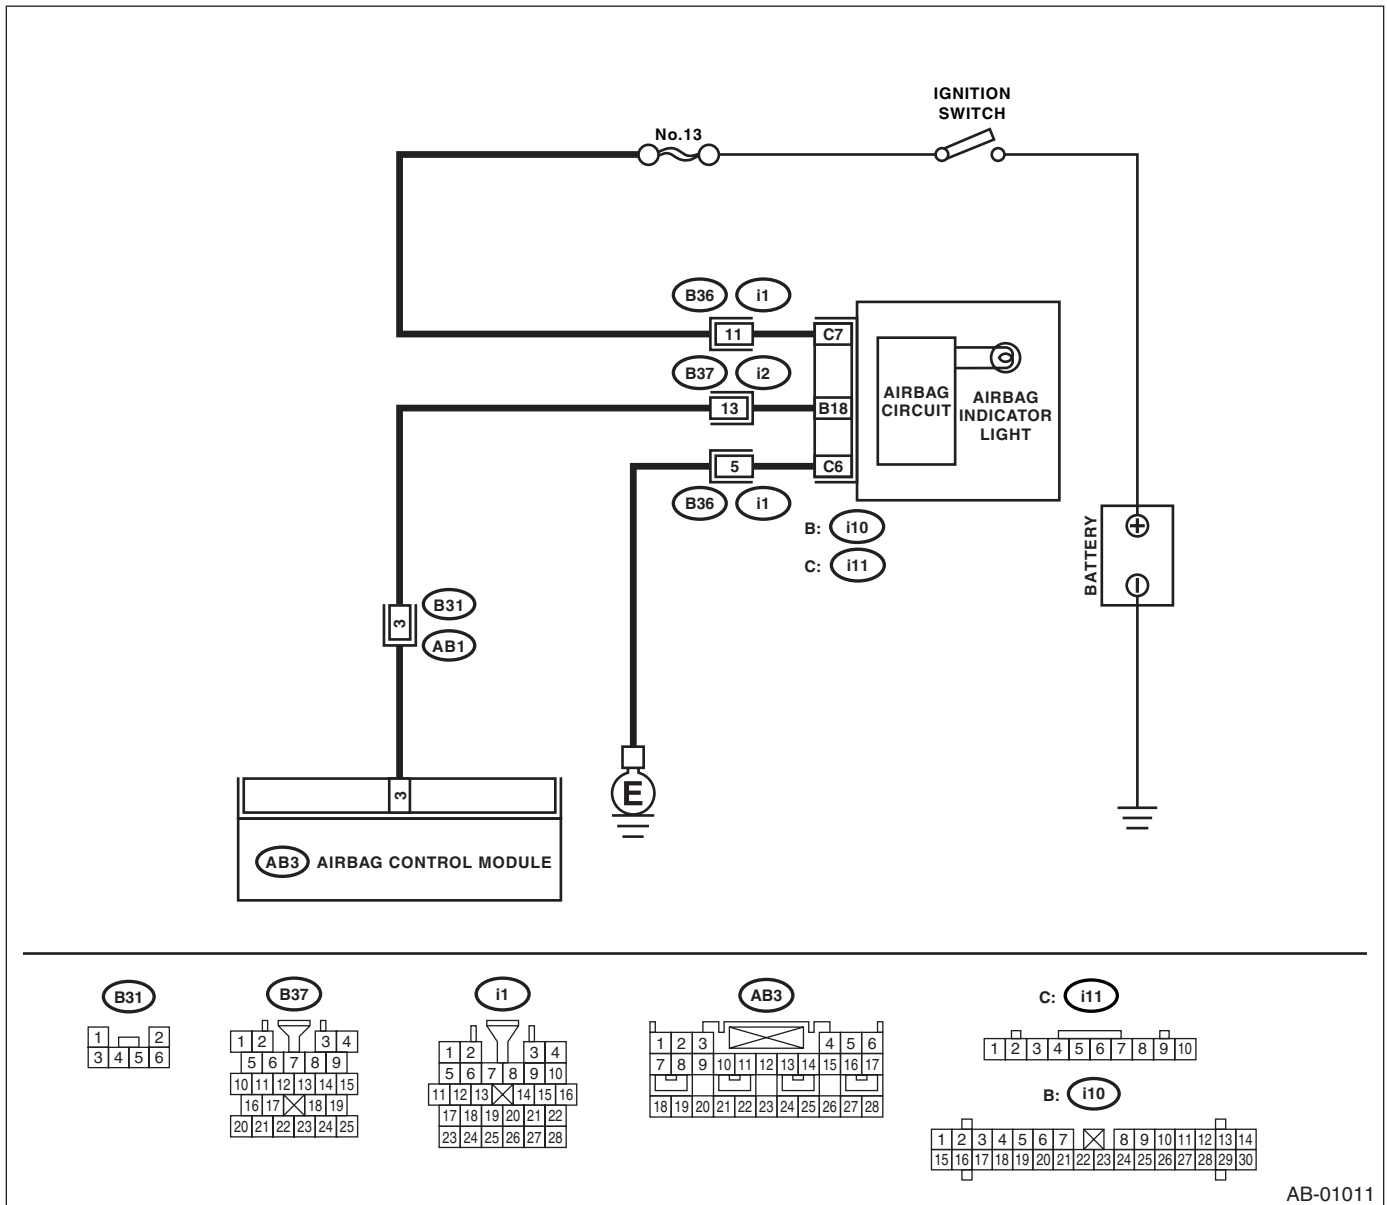 IGNITION
SWITCH
No.13
B36 i1
11 C7
B37 i2
13 B18
AIRBAG
CIRCUIT
AIRBAG
INDICATOR
LIGHT
5 C6
B36 i1
B: i10
C: i11
BATTERY
+
−
B31
3
AB1
3
E
AB3 AIRBAG CONTROL MODULE
B31
1 2
3 4 5 6
B37
1 2 3 4
5 6 7 8 9
10 11 12 13 14 15
16 17 18 19
20 21 22 23 24 25
i1
1 2 3 4
5 6 7 8 9 10
11 12 13 14 15 16
17 18 19 20 21 22
23 24 25 26 27 28
AB3
1 2 3 4 5 6
7 8 9 10 11 12 13 14 15 16 17
18 19 20 21 22 23 24 25 26 27 28
C: i11
1 2 3 4 5 6 7 8 9 10
B: i10
1 2 3 4 5 6 7 8 9 10 11 12 13 14
15 16 17 18 19 20 21 22 23 24 25 26 27 28 29 30
AB-01011